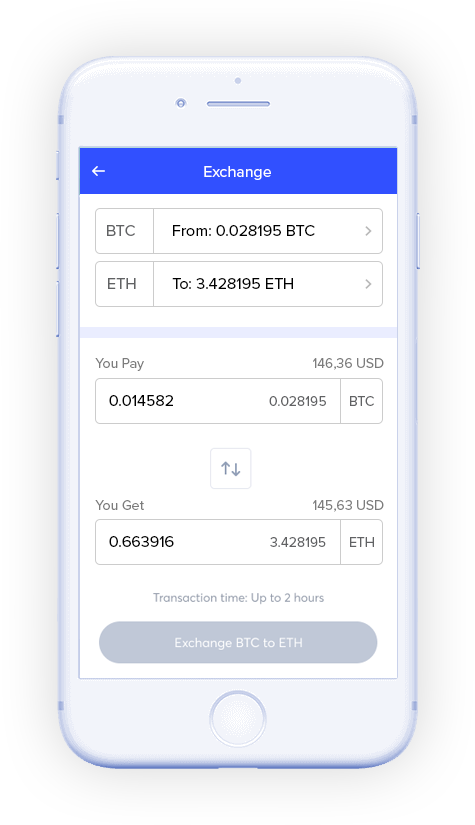 Exchange
BTC From: 0.028195 BTC
ETH To: 3.428195 ETH
You Pay 146,36 USD
0.014582 0.028195 BTC
You Get 145,63 USD
0.663916 3.428195 ETH
Transaction time: Up to 2 hours
Exchange BTC to ETH